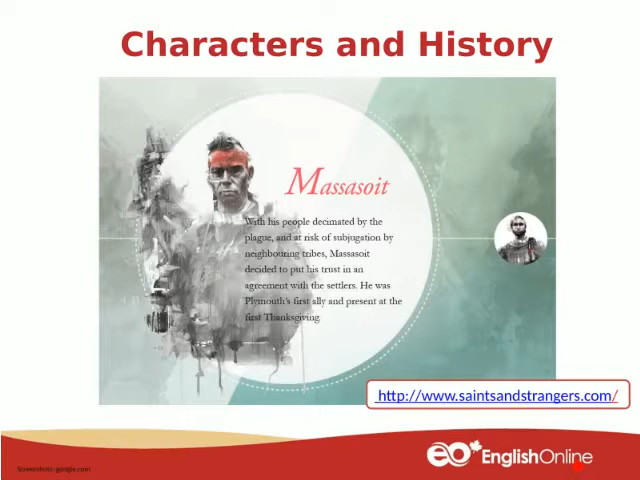 Characters and History
Massasoit
With his people decimated by the
plague, and at risk of subjugation by
neighbouring tribes, Massasoit
decided to put his trust in an
agreement with the settlers. He was
Plymouth's first ally and present at the
first Thanksgiving
http://www.saintsandstrangers.com/
EnglishOnline
Screenshots: google.com